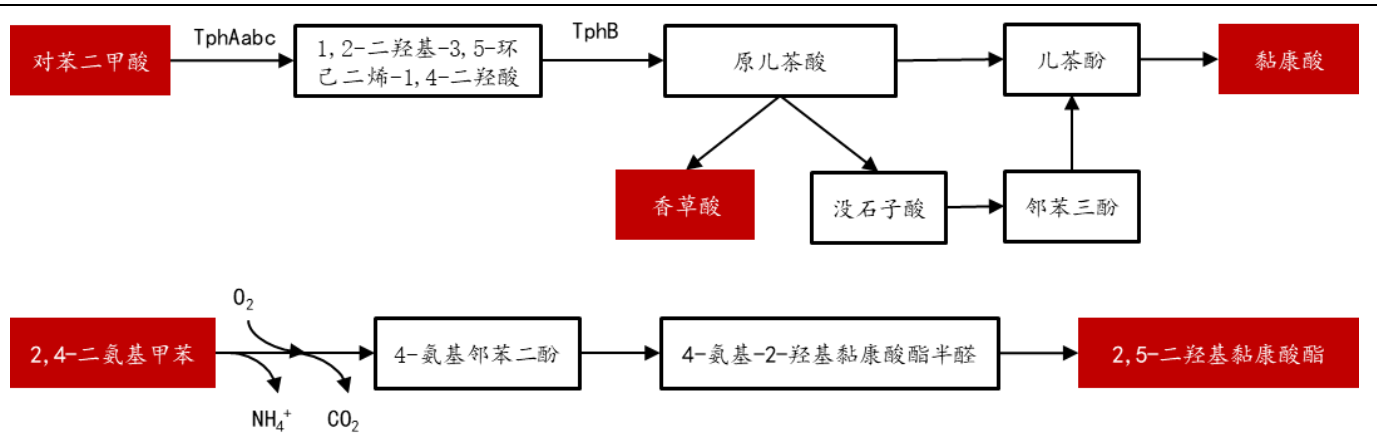 TphAabc
TphB
对苯二甲酸
1,2-二羟基-3,5-环
己二烯-1,4-二羟酸
原儿茶酸
儿茶酚
黏康酸
香草酸
没石子酸
邻苯三酚
O₂
2,4-二氨基甲苯
4-氨基邻苯二酚
4-氨基-2-羟基黏康酸酯半醛
2,5-二羟基黏康酸酯
NH₄⁺
CO₂